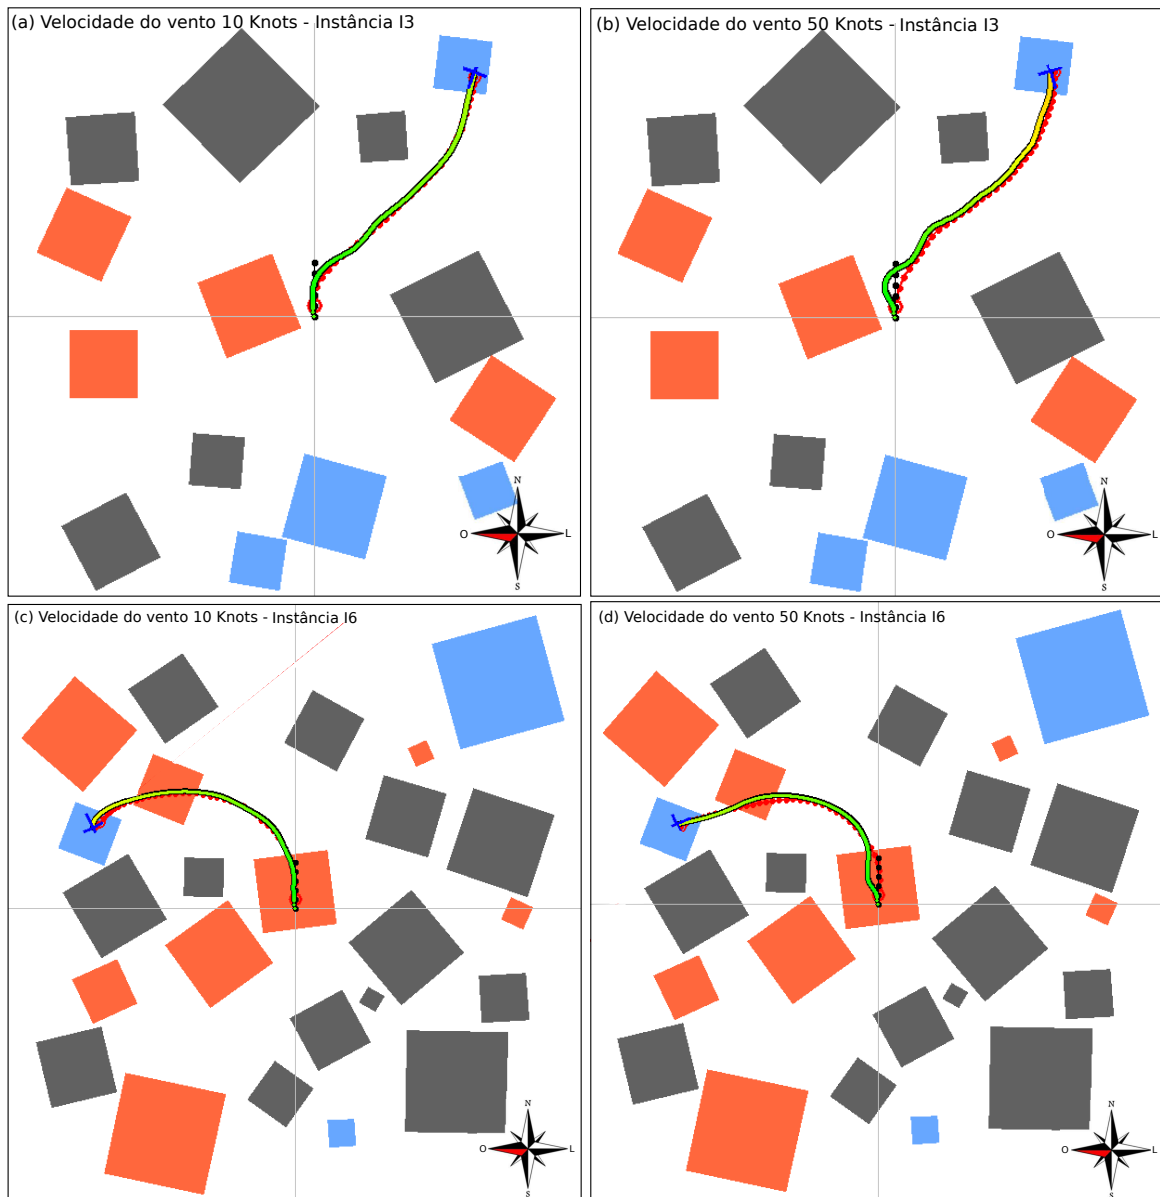 (a) Velocidade do vento 10 Knots - Instância I3
(b) Velocidade do vento 50 Knots - Instância I3
N
O
L
S
N
O
L
S
(c) Velocidade do vento 10 Knots - Instância I6
(d) Velocidade do vento 50 Knots - Instância I6
N
O
L
S
N
O
L
S